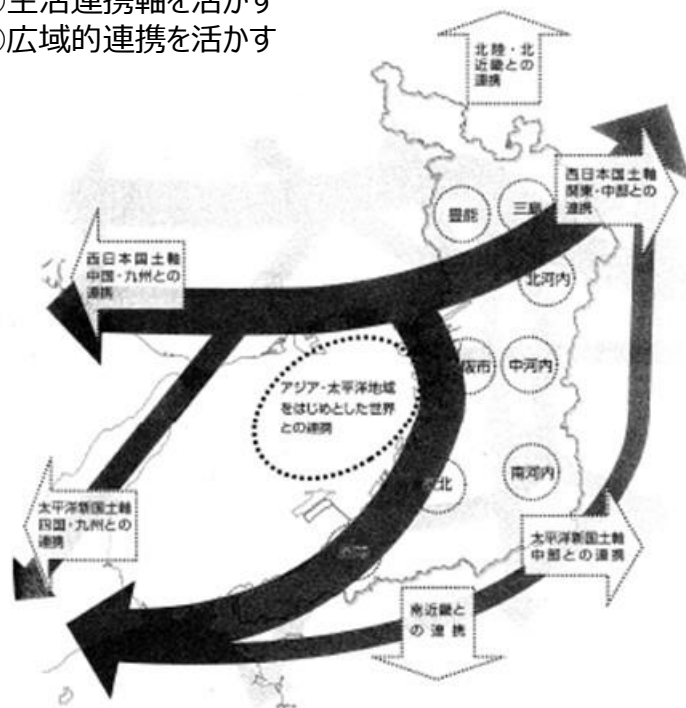 生活連携軸を活かす
広域的連携を活かす
北陸・北
近畿との
連携
西日本国土軸
関東・中部との
連携
豊能
三島
西日本国土軸
中国・九州との
連携
北河内
阪市
中河内
アジア・太平洋地域
をはじめとした世界
との連携
北
南河内
太平洋新国土軸
四国・九州との
連携
太平洋新国土軸
中部との連携
南近畿と
の連携